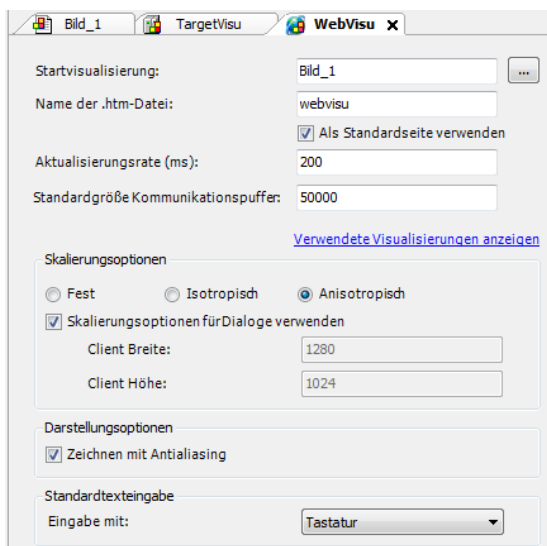 Bild_1 TargetVisu WebVisu X
Startvisualisierung: Bild_1 ...
Name der .htm-Datei: webvisu
Als Standardseite verwenden
Aktualisierungsrate (ms): 200
Standardgröße Kommunikationspuffer: 50000
Verwendete Visualisierungen anzeigen
Skalierungsoptionen
Fest Isotropisch Anisotropisch
Skalierungsoptionen für Dialoge verwenden
Client Breite: 1280
Client Höhe: 1024
Darstellungsoptionen
Zeichnen mit Antialiasing
Standardtexteingabe
Eingabe mit: Tastatur